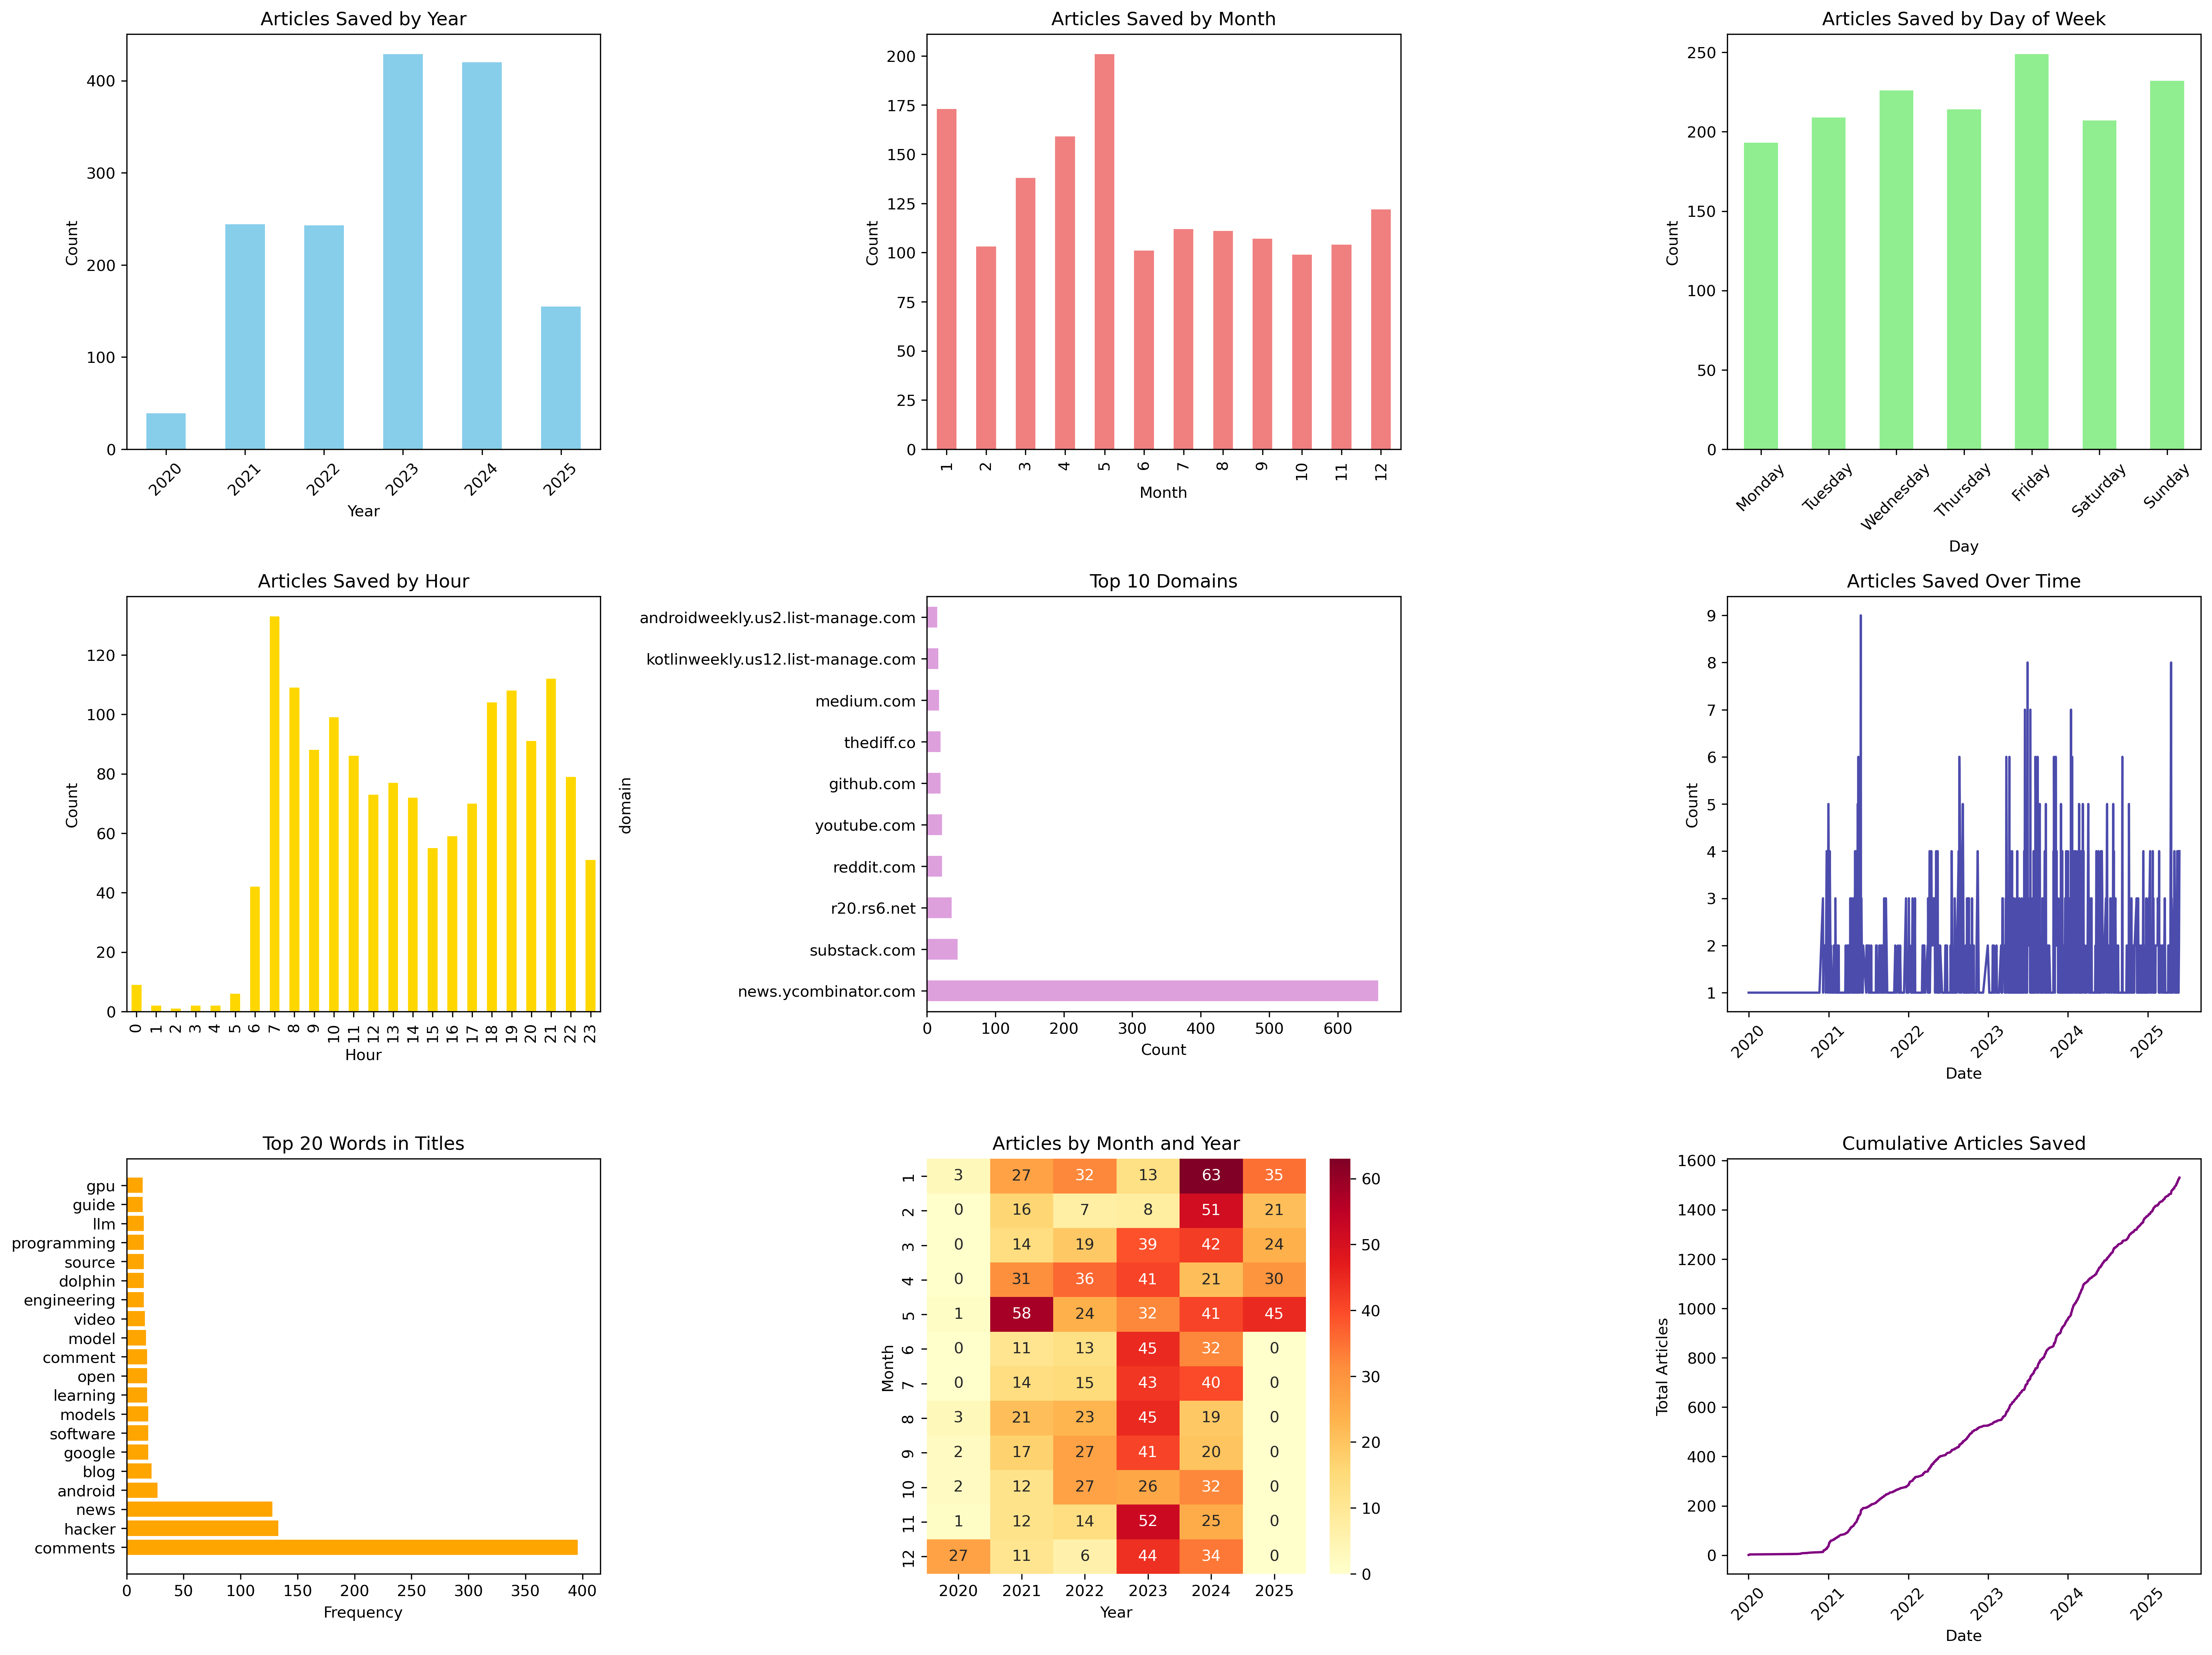 Articles Saved by Year
Count
400
300
200
100
0
2020 2021 2022 2023 2024 2025
Year
Articles Saved by Month
Count
200
175
150
125
100
75
50
25
0
1 2 3 4 5 6 7 8 9 10 11 12
Month
Articles Saved by Day of Week
Count
250
200
150
100
50
0
Monday Tuesday Wednesday Thursday Friday Saturday Sunday
Day
Articles Saved by Hour
Count
120
100
80
60
40
20
0
0 1 2 3 4 5 6 7 8 9 10 11 12 13 14 15 16 17 18 19 20 21 22 23
Hour
Top 10 Domains
domain
androidweekly.us2.list-manage.com
kotlinweekly.us12.list-manage.com
medium.com
thediff.co
github.com
youtube.com
reddit.com
r20.rs6.net
substack.com
news.ycombinator.com
0 100 200 300 400 500 600
Count
Articles Saved Over Time
Count
9
8
7
6
5
4
3
2
1
2020 2021 2022 2023 2024 2025
Date
Top 20 Words in Titles
gpu
guide
llm
programming
source
dolphin
engineering
video
model
comment
open
learning
models
software
google
blog
android
news
hacker
comments
0 50 100 150 200 250 300 350 400
Frequency
Articles by Month and Year
Month
1 3 27 32 13 63 35
2 0 16 7 8 51 21
3 0 14 19 39 42 24
4 0 31 36 41 21 30
5 1 58 24 32 41 45
6 0 11 13 45 32 0
7 0 14 15 43 40 0
8 3 21 23 45 19 0
9 2 17 27 41 20 0
10 2 12 27 26 32 0
11 1 12 14 52 25 0
12 27 11 6 44 34 0
2020 2021 2022 2023 2024 2025
Year
60
50
40
30
20
10
0
Cumulative Articles Saved
Total Articles
1600
1400
1200
1000
800
600
400
200
0
2020 2021 2022 2023 2024 2025
Date